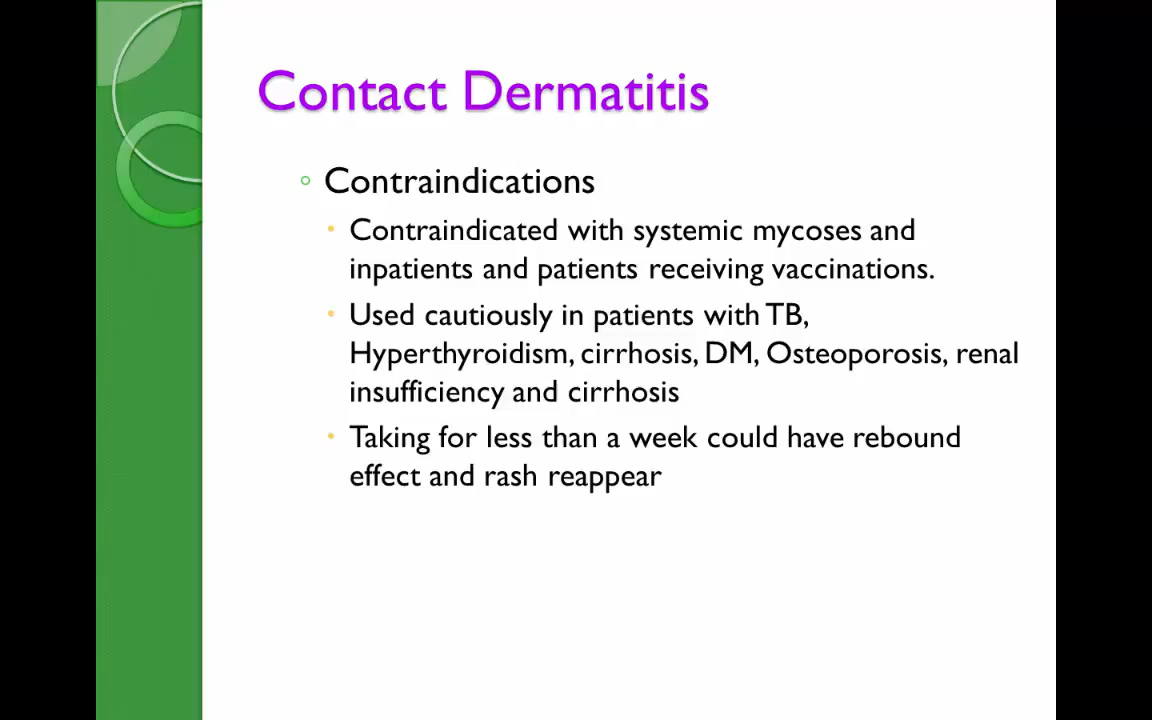 Contact Dermatitis
Contraindications
Contraindicated with systemic mycoses and
inpatients and patients receiving vaccinations.
Used cautiously in patients with TB,
Hyperthyroidism, cirrhosis, DM, Osteoporosis, renal
insufficiency and cirrhosis
Taking for less than a week could have rebound
effect and rash reappear